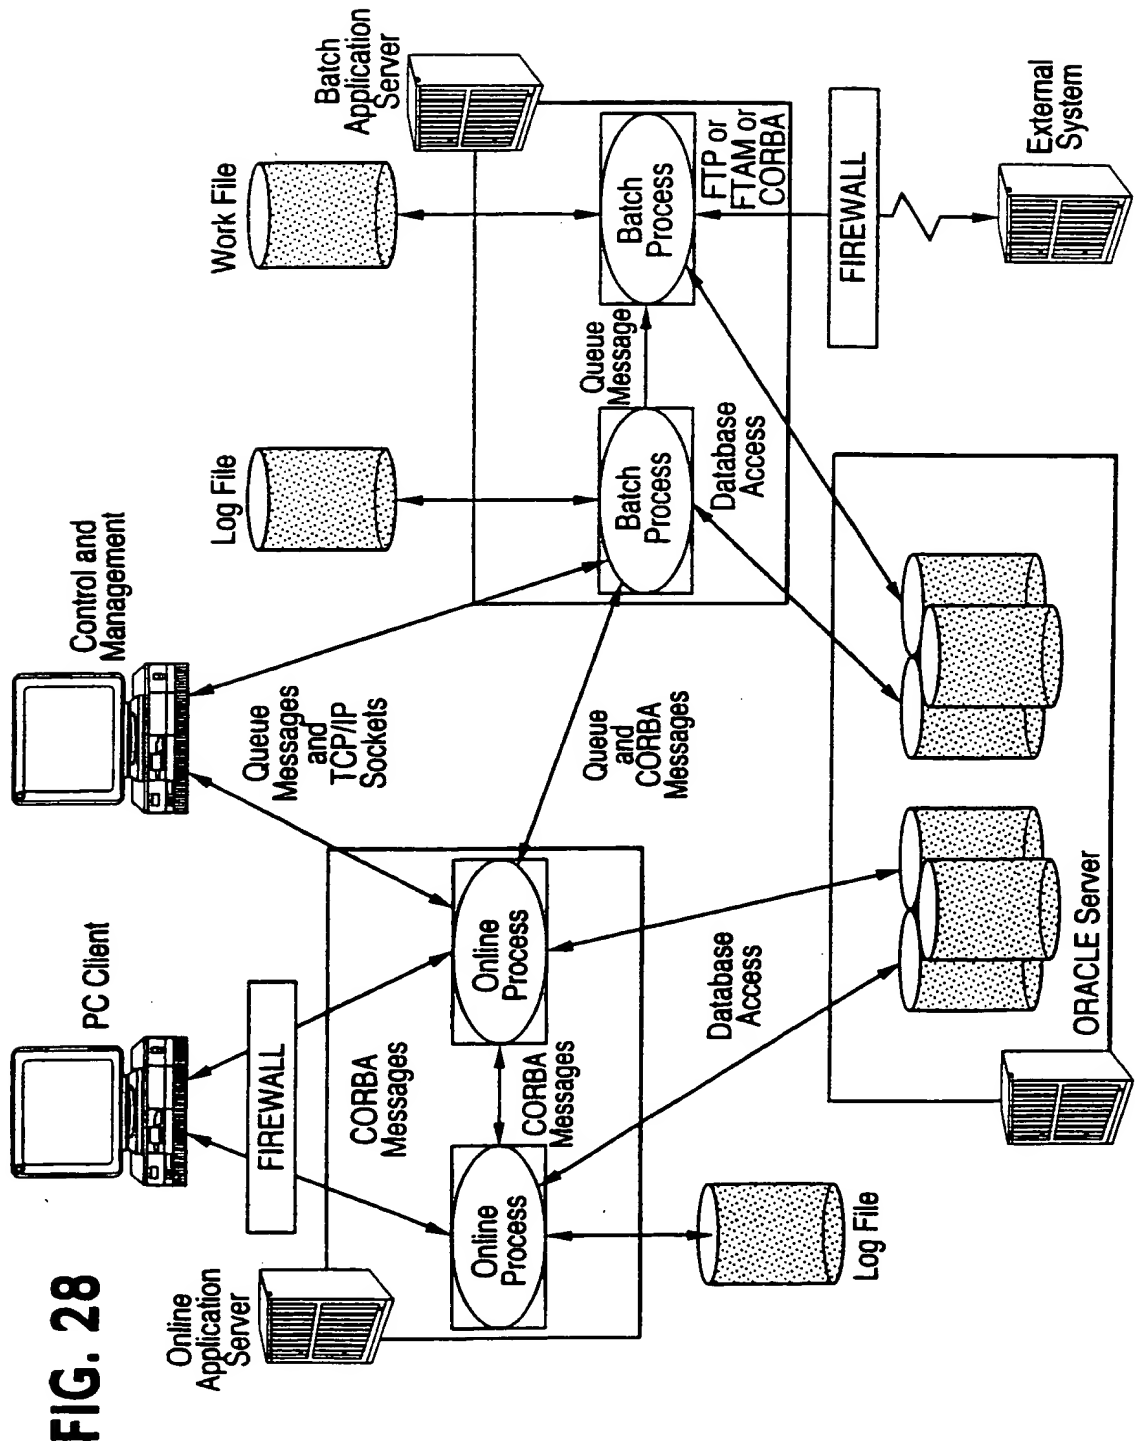 FIG. 28
Online
Application
Server
PC Client
Control and
Management
Log File
Work File
Batch
Application
Server
FIREWALL
CORBA
Messages
Queue
Messages
and
TCP/IP
Sockets
Online
Process
CORBA
Messages
Online
Process
Queue
and
CORBA
Messages
Batch
Process
Queue
Message
Batch
Process
FTP or
FTAM or
CORBA
Log File
Database
Access
Database
Access
FIREWALL
ORACLE Server
External
System